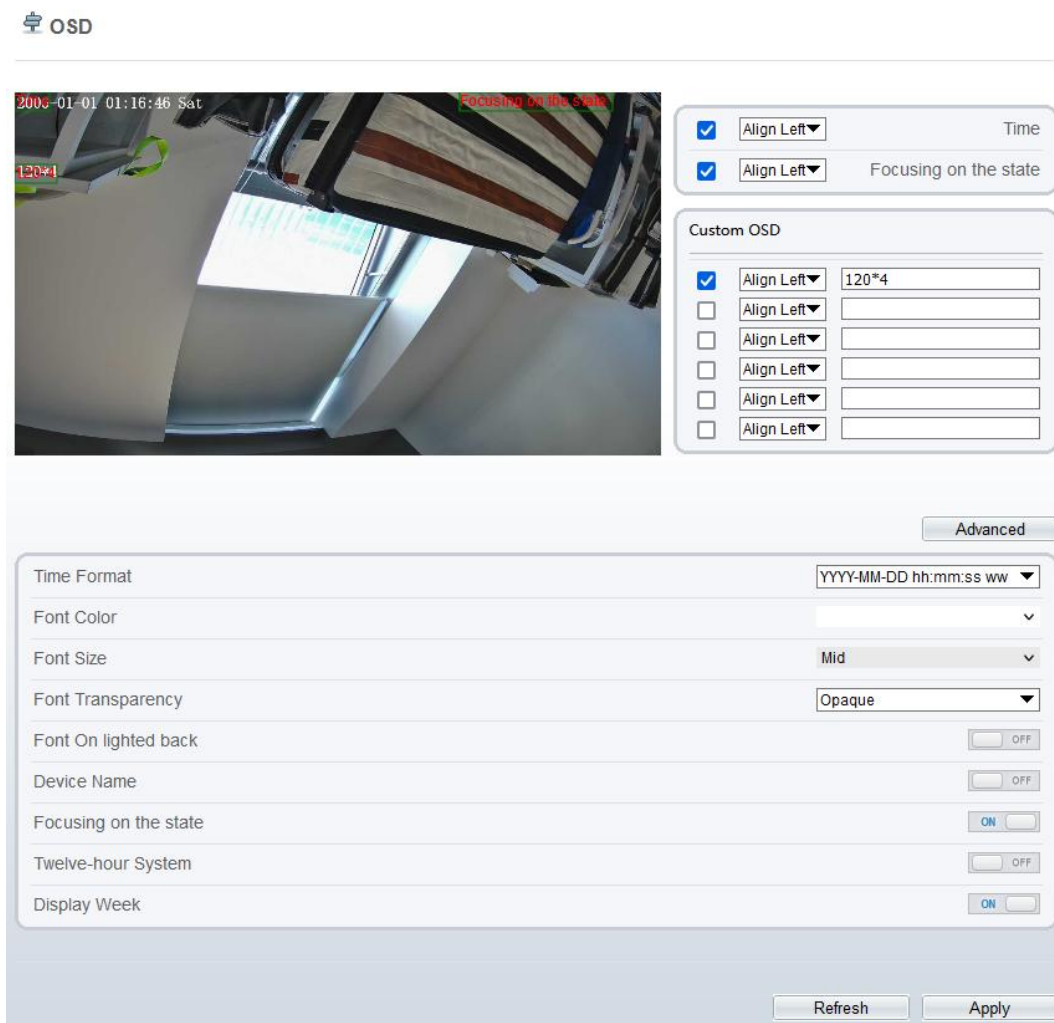 OSD
2000-01-01 01:16:46 Sat
Focusing on the state
120*4
Align Left Time
Align Left Focusing on the state
Custom OSD
Align Left 120*4
Align Left
Align Left
Align Left
Align Left
Align Left
Advanced
Time Format YYYY-MM-DD hh:mm:ss ww
Font Color
Font Size Mid
Font Transparency Opaque
Font On lighted back OFF
Device Name OFF
Focusing on the state ON
Twelve-hour System OFF
Display Week ON
Refresh Apply